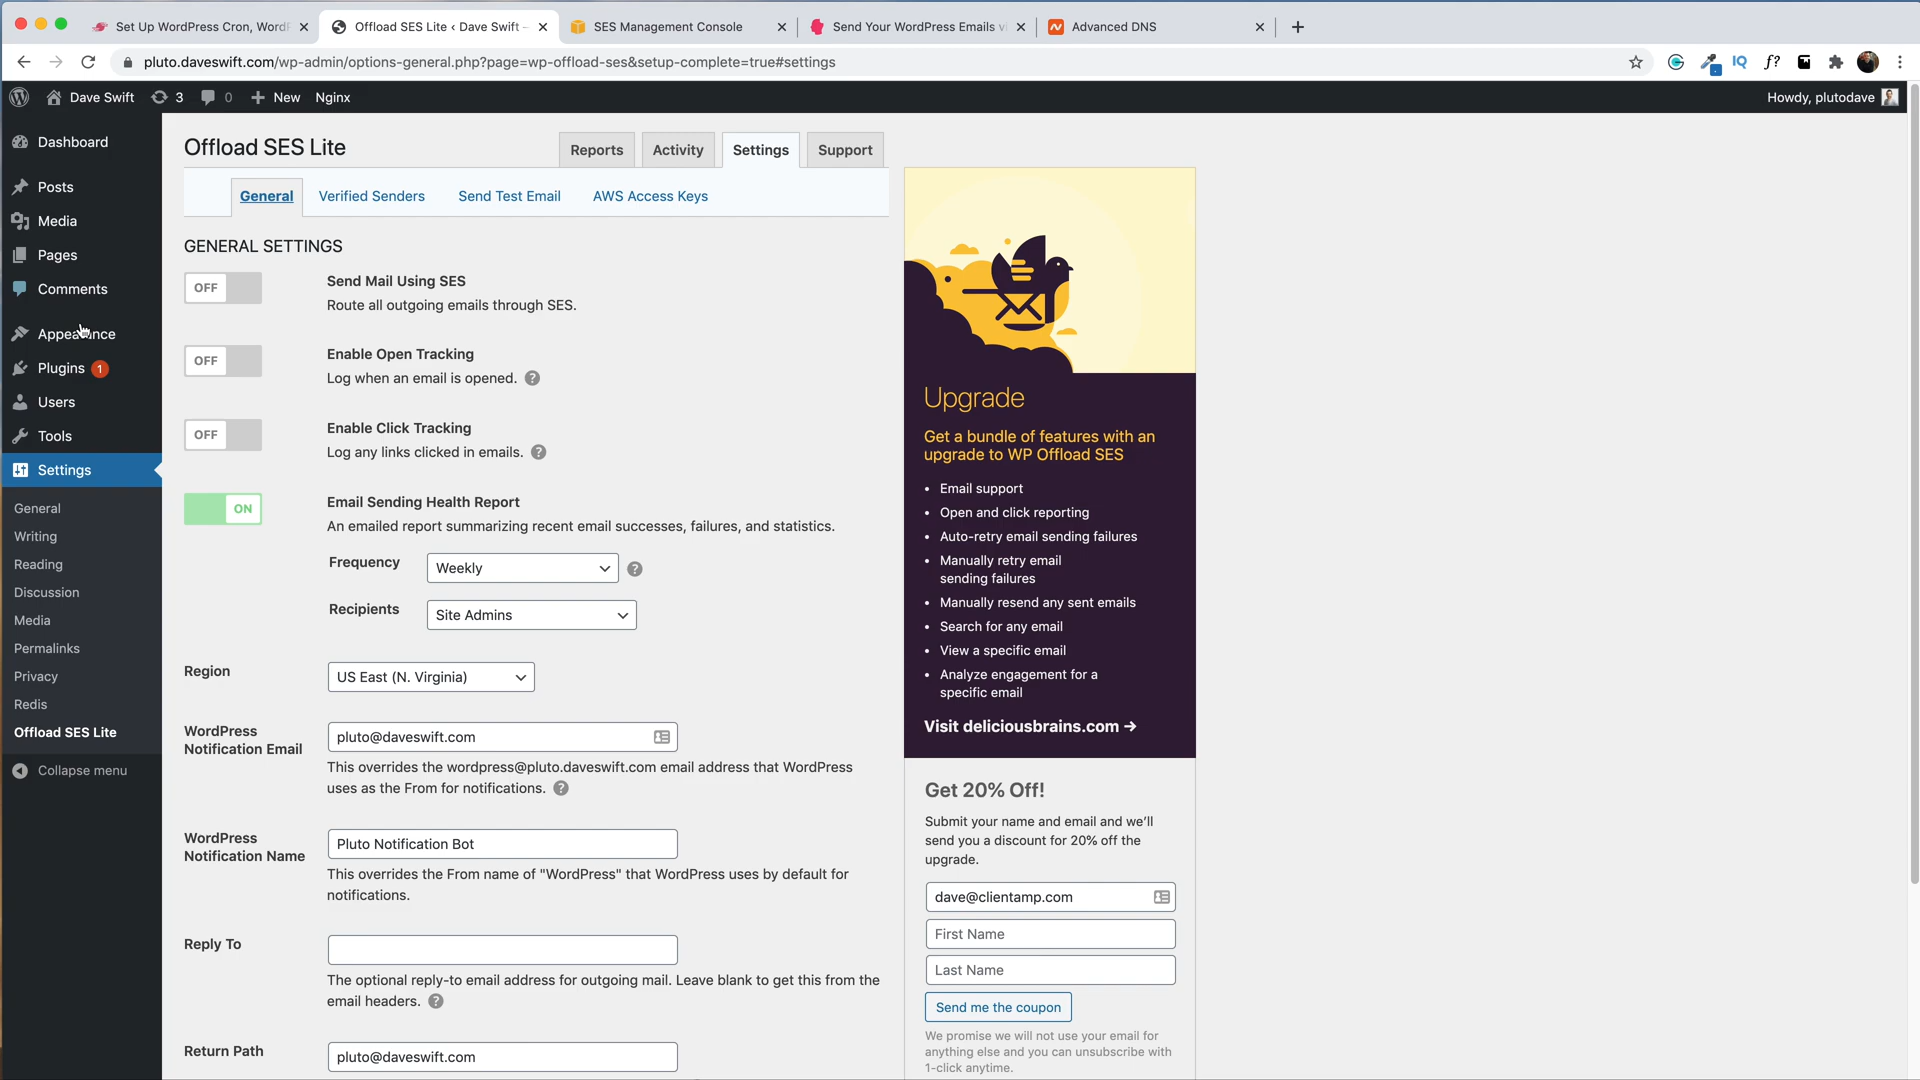 Set Up WordPress Cron, WordP
Offload SES Lite ‹ Dave Swift –
SES Management Console
Send Your WordPress Emails vi
Advanced DNS
pluto.daveswift.com/wp-admin/options-general.php?page=wp-offload-ses&setup-complete=true#settings
IQ
f?
Dave Swift
3
0
New
Nginx
Howdy, plutodave
Dashboard
Posts
Media
Pages
Comments
Appearance
Plugins 1
Users
Tools
Settings
General
Writing
Reading
Discussion
Media
Permalinks
Privacy
Redis
Offload SES Lite
Collapse menu
Offload SES Lite
Reports
Activity
Settings
Support
General
Verified Senders
Send Test Email
AWS Access Keys
GENERAL SETTINGS
OFF
Send Mail Using SES
Route all outgoing emails through SES.
OFF
Enable Open Tracking
Log when an email is opened. ?
OFF
Enable Click Tracking
Log any links clicked in emails. ?
ON
Email Sending Health Report
An emailed report summarizing recent email successes, failures, and statistics.
Frequency
Weekly
?
Recipients
Site Admins
Region
US East (N. Virginia)
WordPress
Notification Email
pluto@daveswift.com
This overrides the wordpress@pluto.daveswift.com email address that WordPress
uses as the From for notifications. ?
WordPress
Notification Name
Pluto Notification Bot
This overrides the From name of "WordPress" that WordPress uses by default for
notifications.
Reply To
The optional reply-to email address for outgoing mail. Leave blank to get this from the
email headers. ?
Return Path
pluto@daveswift.com
Upgrade
Get a bundle of features with an
upgrade to WP Offload SES
• Email support
• Open and click reporting
• Auto-retry email sending failures
• Manually retry email
sending failures
• Manually resend any sent emails
• Search for any email
• View a specific email
• Analyze engagement for a
specific email
Visit deliciousbrains.com →
Get 20% Off!
Submit your name and email and we'll
send you a discount for 20% off the
upgrade.
dave@clientamp.com
First Name
Last Name
Send me the coupon
We promise we will not use your email for
anything else and you can unsubscribe with
1-click anytime.